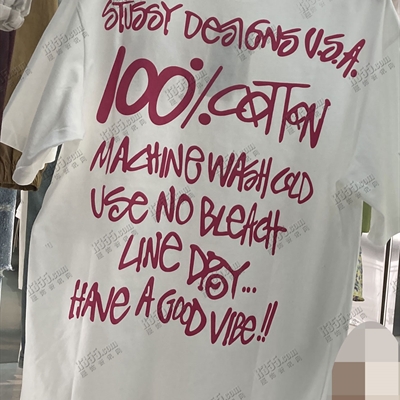 STUSSY DESIGNS U.S.A.
100% COTTON
MACHINE WASH COLD
USE NO BLEACH
LINE DRY...
HAVE A GOOD VIBE!!